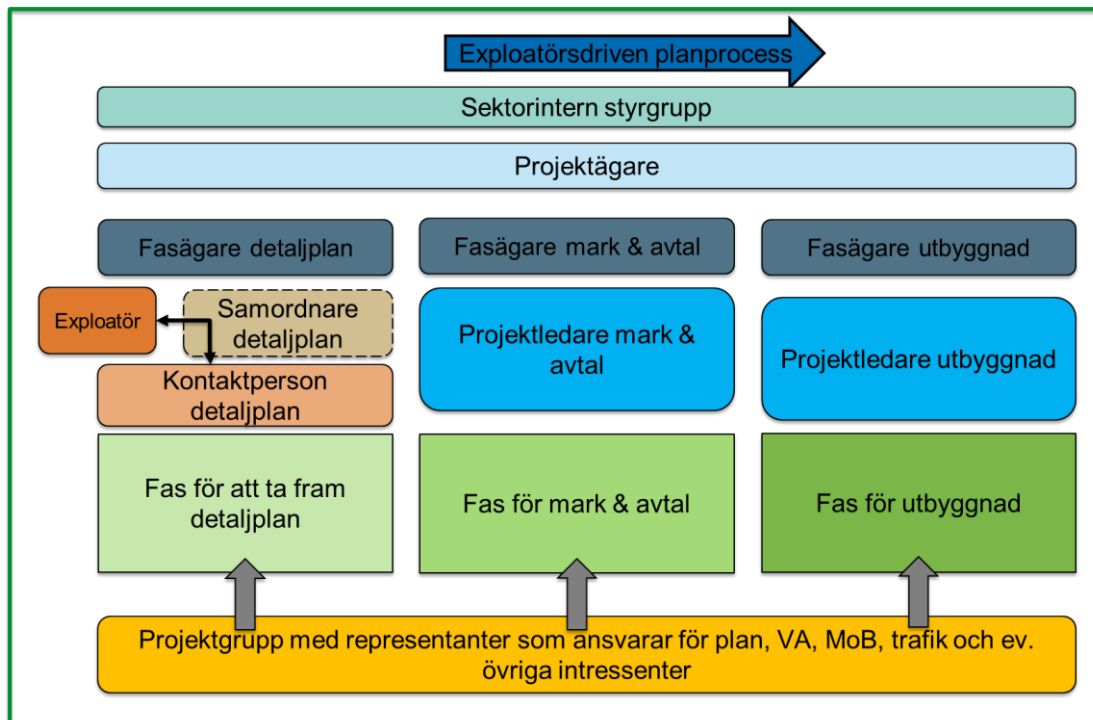 Exploatörsdriven planprocess
Sektorintern styrgrupp
Projektägare
Fasägare detaljplan
Fasägare mark & avtal
Fasägare utbyggnad
Exploatör
Samordnare
detaljplan
Projektledare mark &
avtal
Projektledare utbyggnad
Kontaktperson
detaljplan
Fas för att ta fram
detaljplan
Fas för mark & avtal
Fas för utbyggnad
Projektgrupp med representanter som ansvarar för plan, VA, MoB, trafik och ev.
övriga intressenter